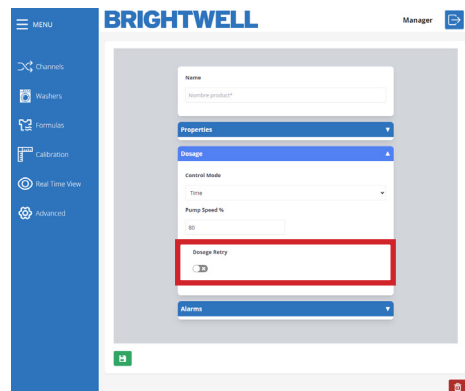 MENU
BRIGHTWELL
Manager
Channels
Washers
Formulas
Calibration
Real Time View
Advanced
Name
Nombre product*
Properties
Dosage
Control Mode
Time
Pump Speed %
80
Dosage Retry
Alarms